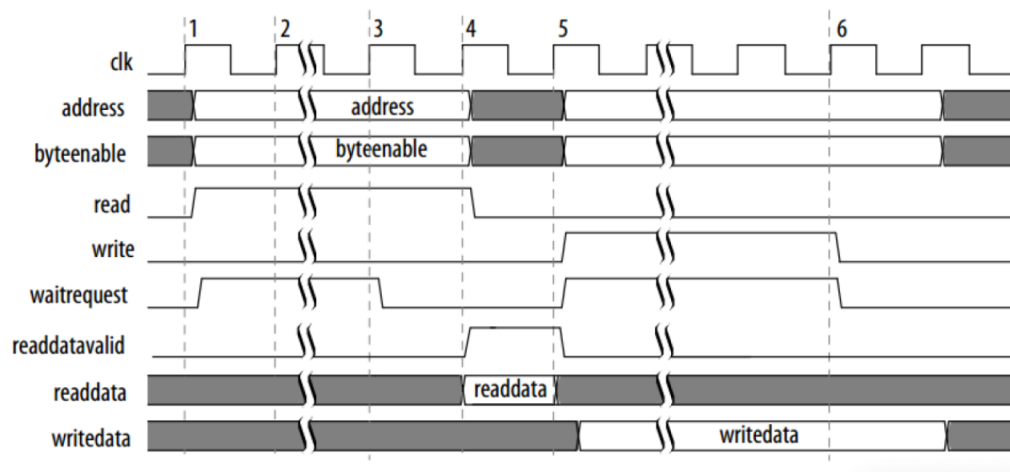 1 2 3 4 5 6
clk
address address
byteenable byteenable
read
write
waitrequest
readdatavalid
readdata readdata
writedata writedata